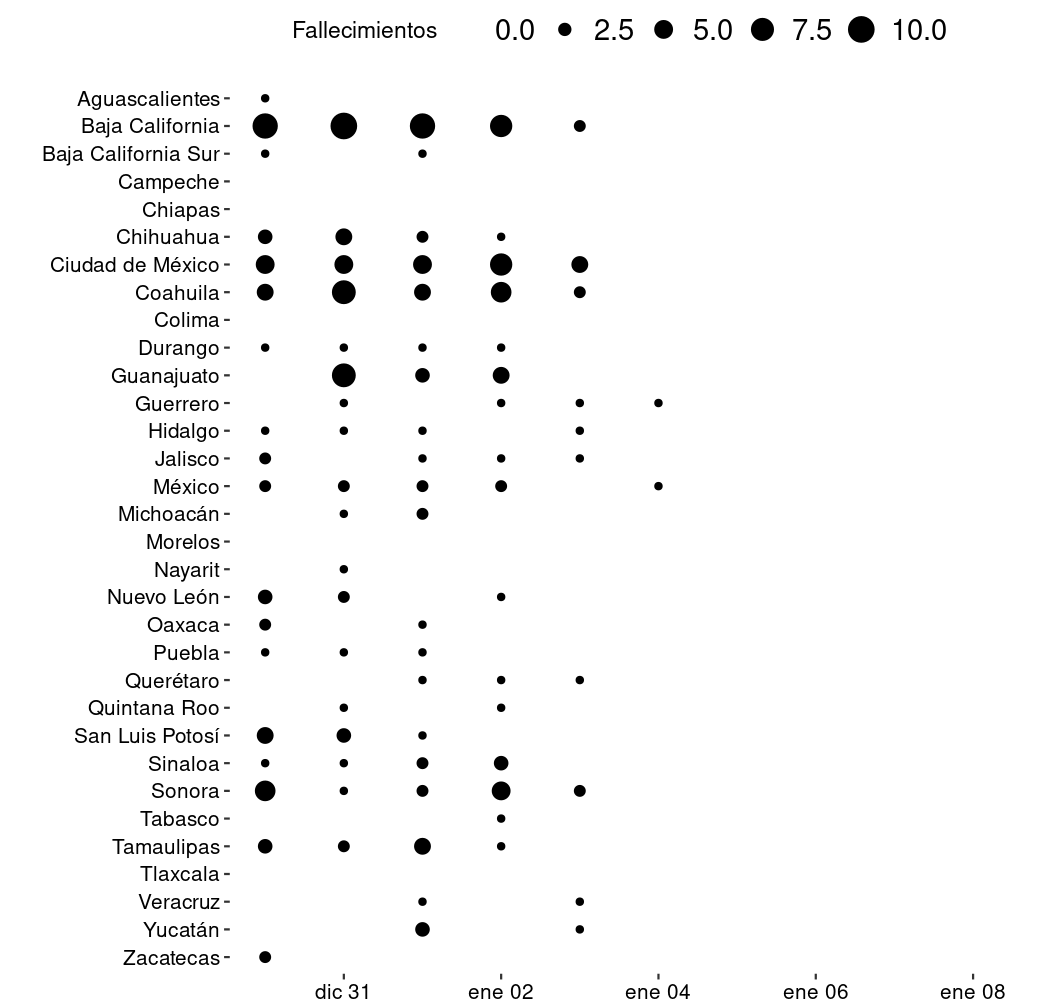 Fallecimientos 0.0 2.5 5.0 7.5 10.0
Aguascalientes
Baja California
Baja California Sur
Campeche
Chiapas
Chihuahua
Ciudad de México
Coahuila
Colima
Durango
Guanajuato
Guerrero
Hidalgo
Jalisco
México
Michoacán
Morelos
Nayarit
Nuevo León
Oaxaca
Puebla
Querétaro
Quintana Roo
San Luis Potosí
Sinaloa
Sonora
Tabasco
Tamaulipas
Tlaxcala
Veracruz
Yucatán
Zacatecas
dic 31 ene 02 ene 04 ene 06 ene 08